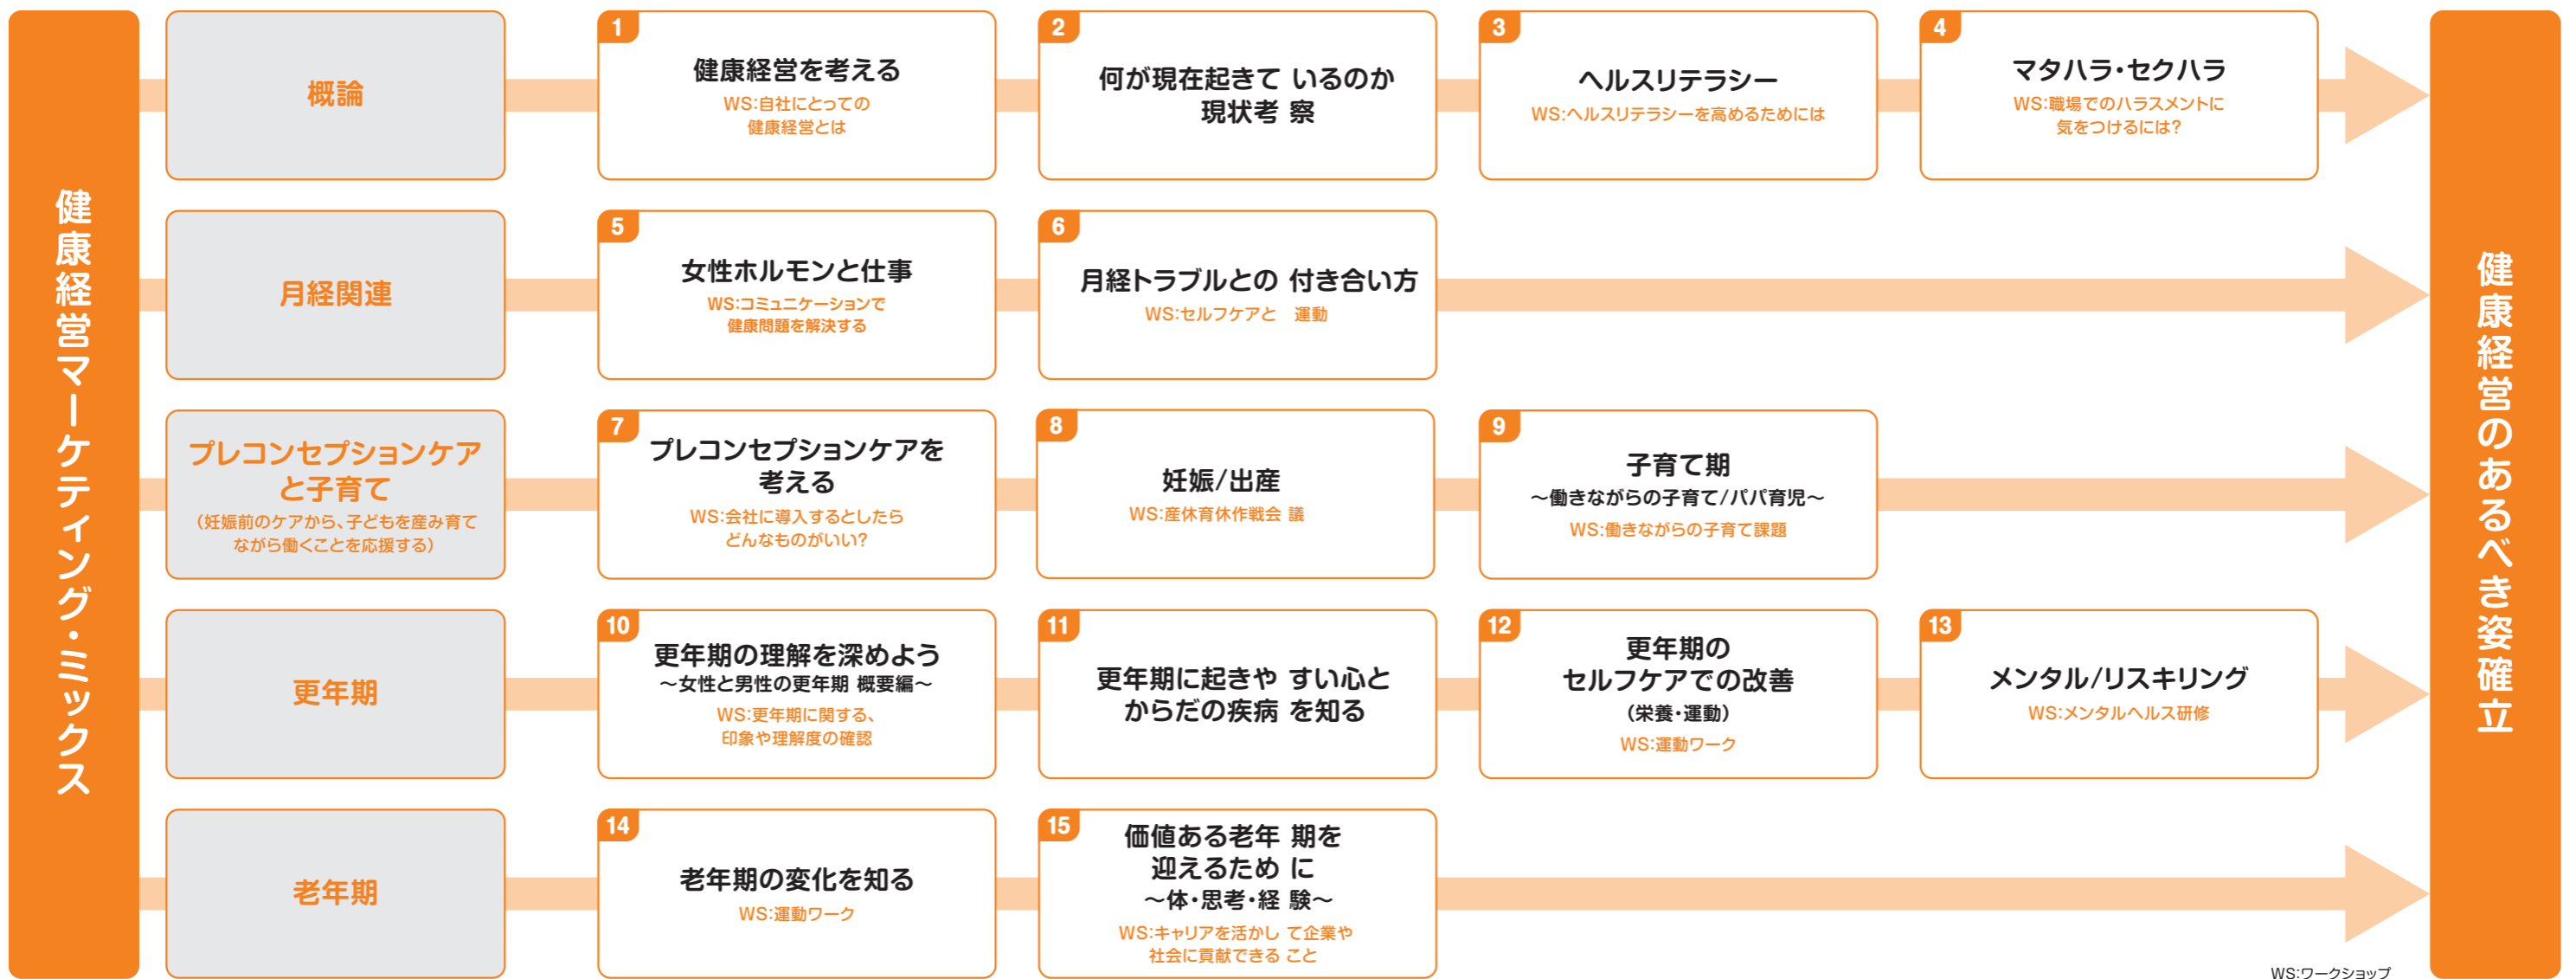 健康経営マーケティング・ミックス
概論
1
健康経営を考える
WS:自社にとっての
健康経営とは
2
何が現在起きて いるのか
現状考 察
3
ヘルスリテラシー
WS:ヘルスリテラシーを高めるためには
4
マタハラ・セクハラ
WS:職場でのハラスメントに
気をつけるには?
月経関連
5
女性ホルモンと仕事
WS:コミュニケーションで
健康問題を解決する
6
月経トラブルとの 付き合い方
WS:セルフケアと 運動
プレコンセプションケア
と子育て
(妊娠前のケアから、子どもを産み育て
ながら働くことを応援する)
7
プレコンセプションケアを
考える
WS:会社に導入するとしたら
どんなものがいい?
8
妊娠/出産
WS:産休育休作戦会 議
9
子育て期
〜働きながらの子育て/パパ育児〜
WS:働きながらの子育て課題
更年期
10
更年期の理解を深めよう
〜女性と男性の更年期 概要編〜
WS:更年期に関する、
印象や理解度の確認
11
更年期に起きや すい心と
からだの疾病 を知る
12
更年期の
セルフケアでの改善
(栄養・運動)
WS:運動ワーク
13
メンタル/リスキリング
WS:メンタルヘルス研修
老年期
14
老年期の変化を知る
WS:運動ワーク
15
価値ある老年 期を
迎えるため に
〜体・思考・経 験〜
WS:キャリアを活かし て企業や
社会に貢献できる こと
健康経営のあるべき姿確立
WS:ワークショップ